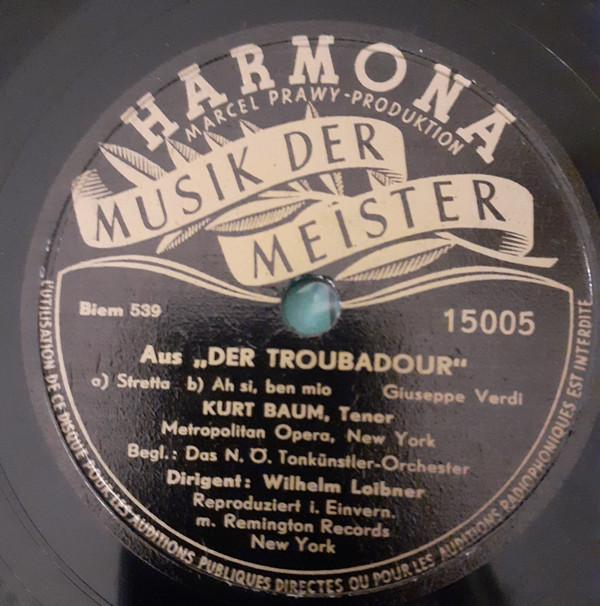 HARMONA
MARCEL PRAWY-PRODUKTION
MUSIK DER
MEISTER
Biem 539
15005
Aus „DER TROUBADOUR"
a) Stretta b) Ah si, ben mio Giuseppe Verdi
KURT BAUM, Tenor
Metropolitan Opera, New York
Begl.: Das N. Ö. Tonkünstler-Orchester
Dirigent: Wilhelm Loibner
Reproduziert i. Einvern.
m. Remington Records
New York
L'UTILISATION DE CE DISQUE POUR LES AUDITIONS PUBLIQUES DIRECTES OU POUR LES AUDITIONS RADIOPHONIQUES EST INTERDITE